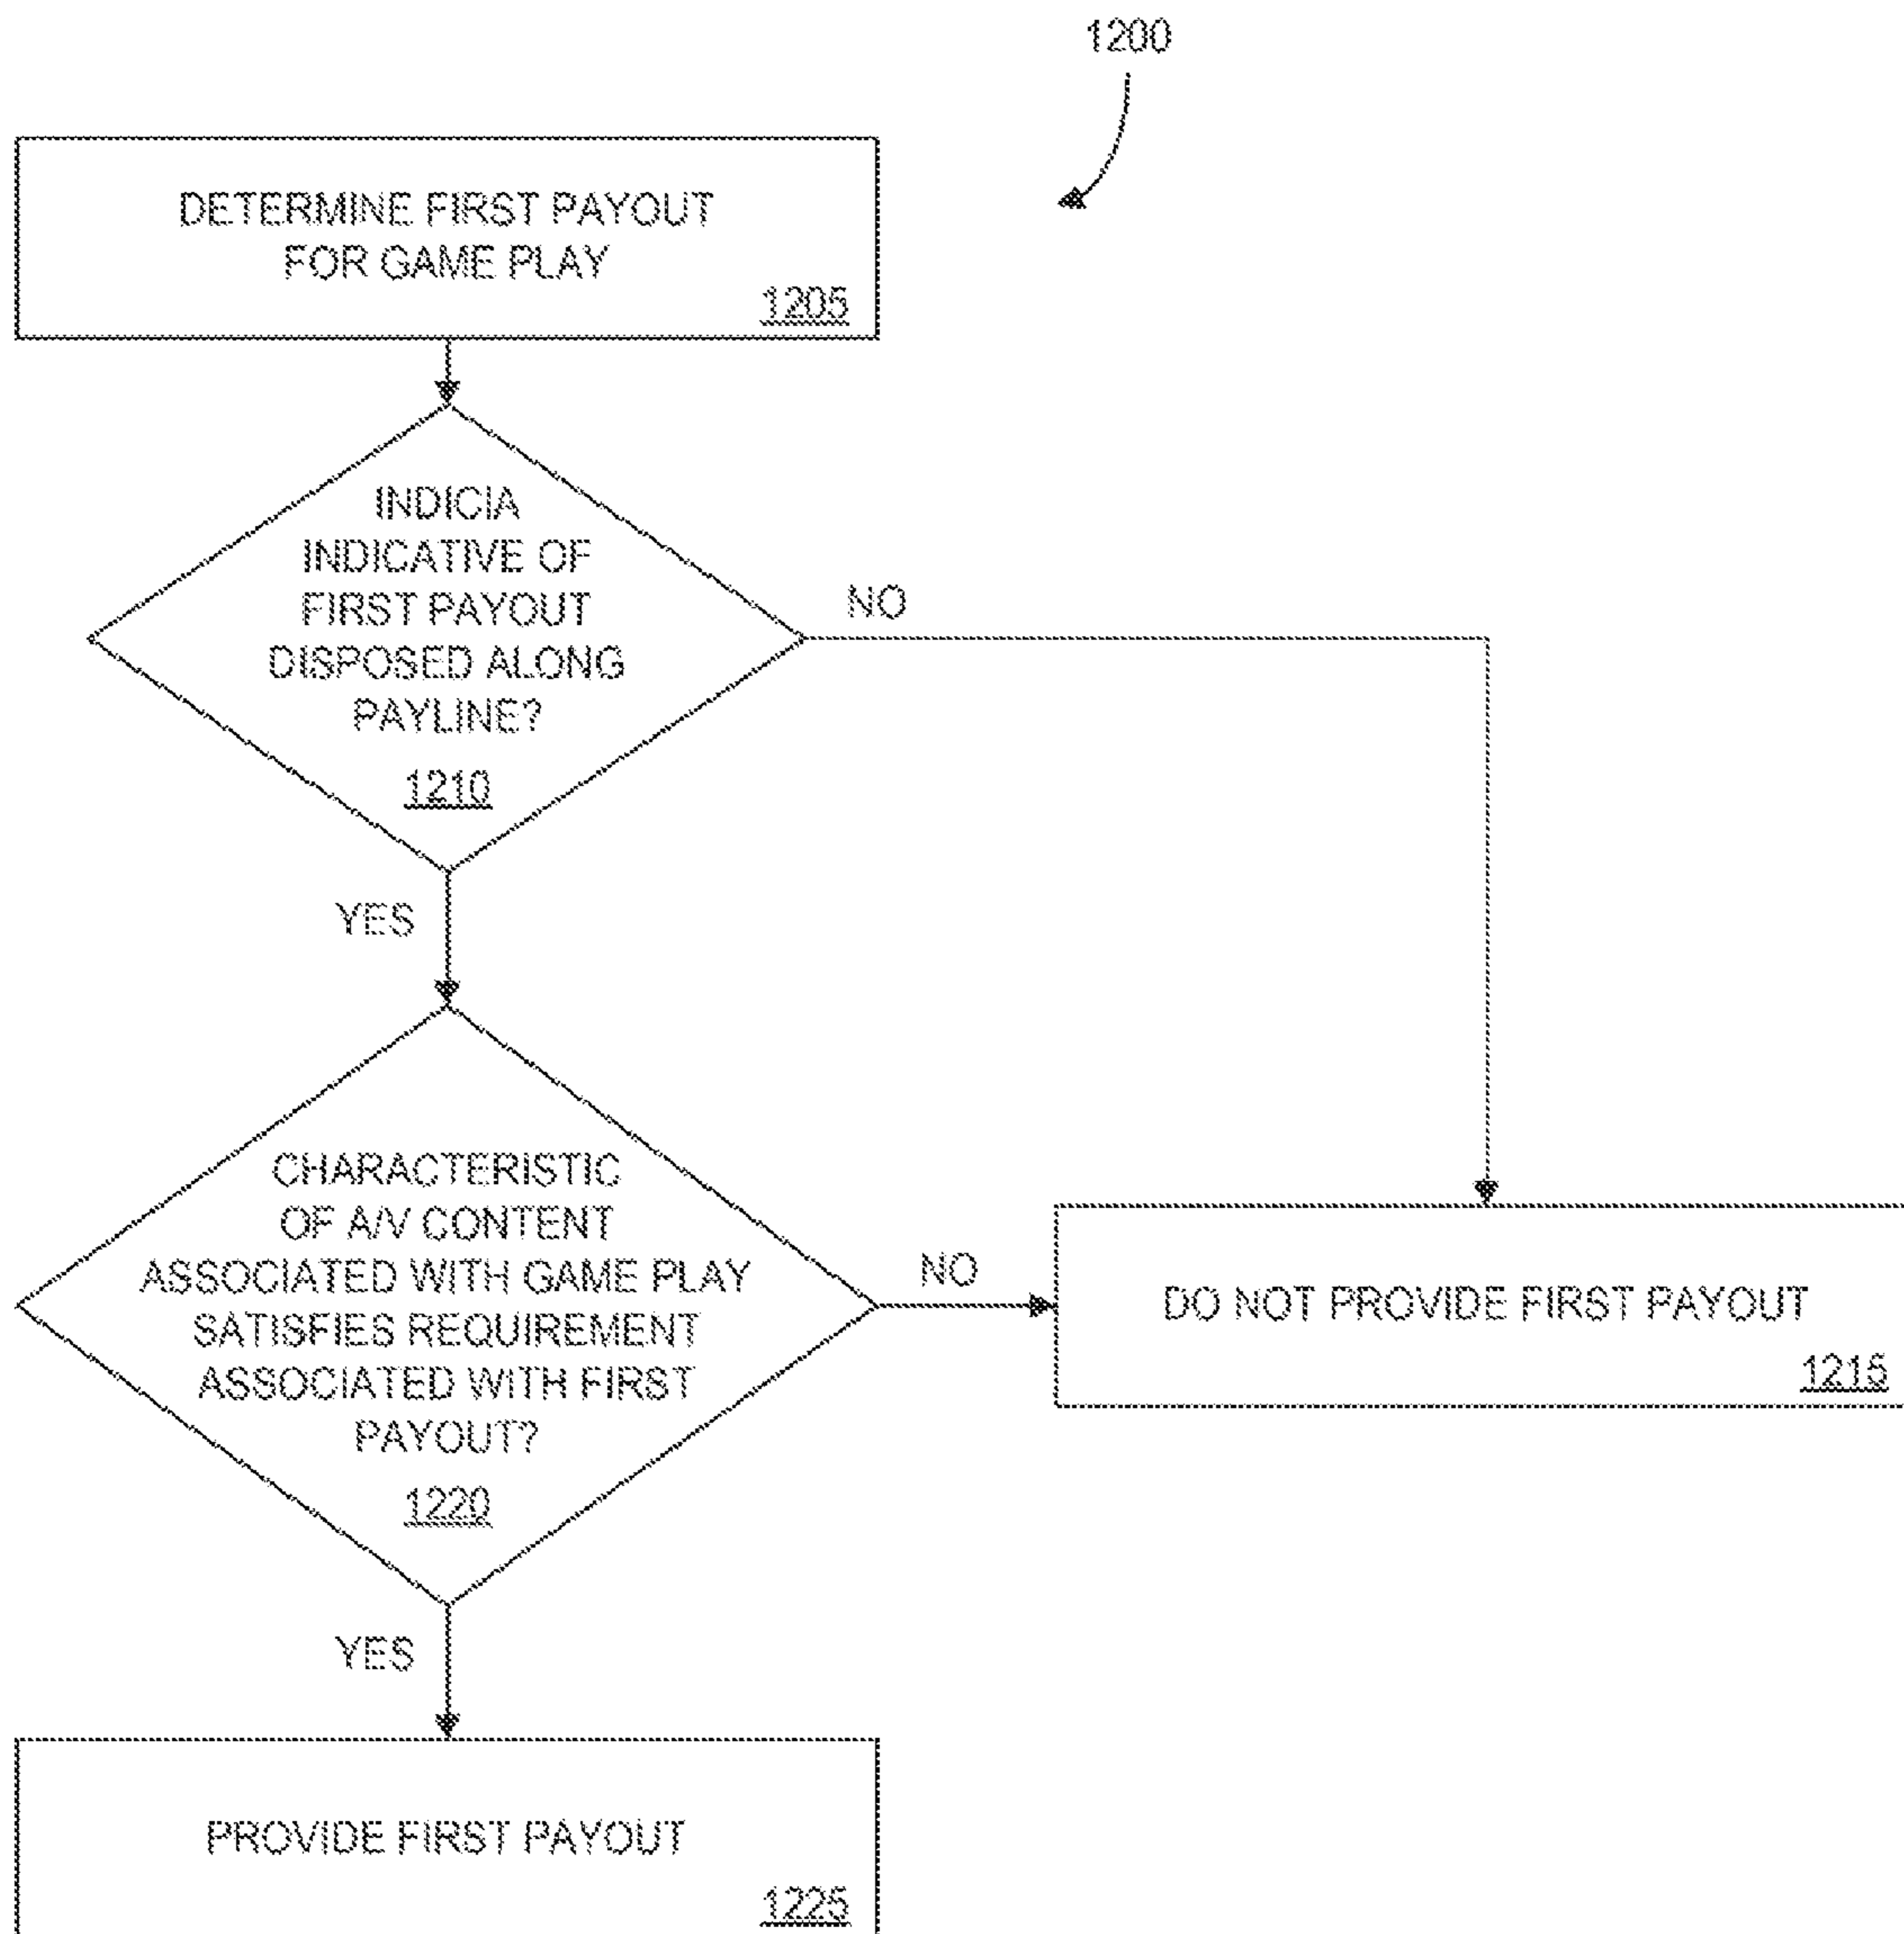 1200
DETERMINE FIRST PAYOUT
FOR GAME PLAY
1205
INDICIA
INDICATIVE OF
FIRST PAYOUT
DISPOSED ALONG
PAYLINE?
1210
NO
YES
CHARACTERISTIC
OF A/V CONTENT
ASSOCIATED WITH GAME PLAY
SATISFIES REQUIREMENT
ASSOCIATED WITH FIRST
PAYOUT?
1220
NO
DO NOT PROVIDE FIRST PAYOUT
1215
YES
PROVIDE FIRST PAYOUT
1225